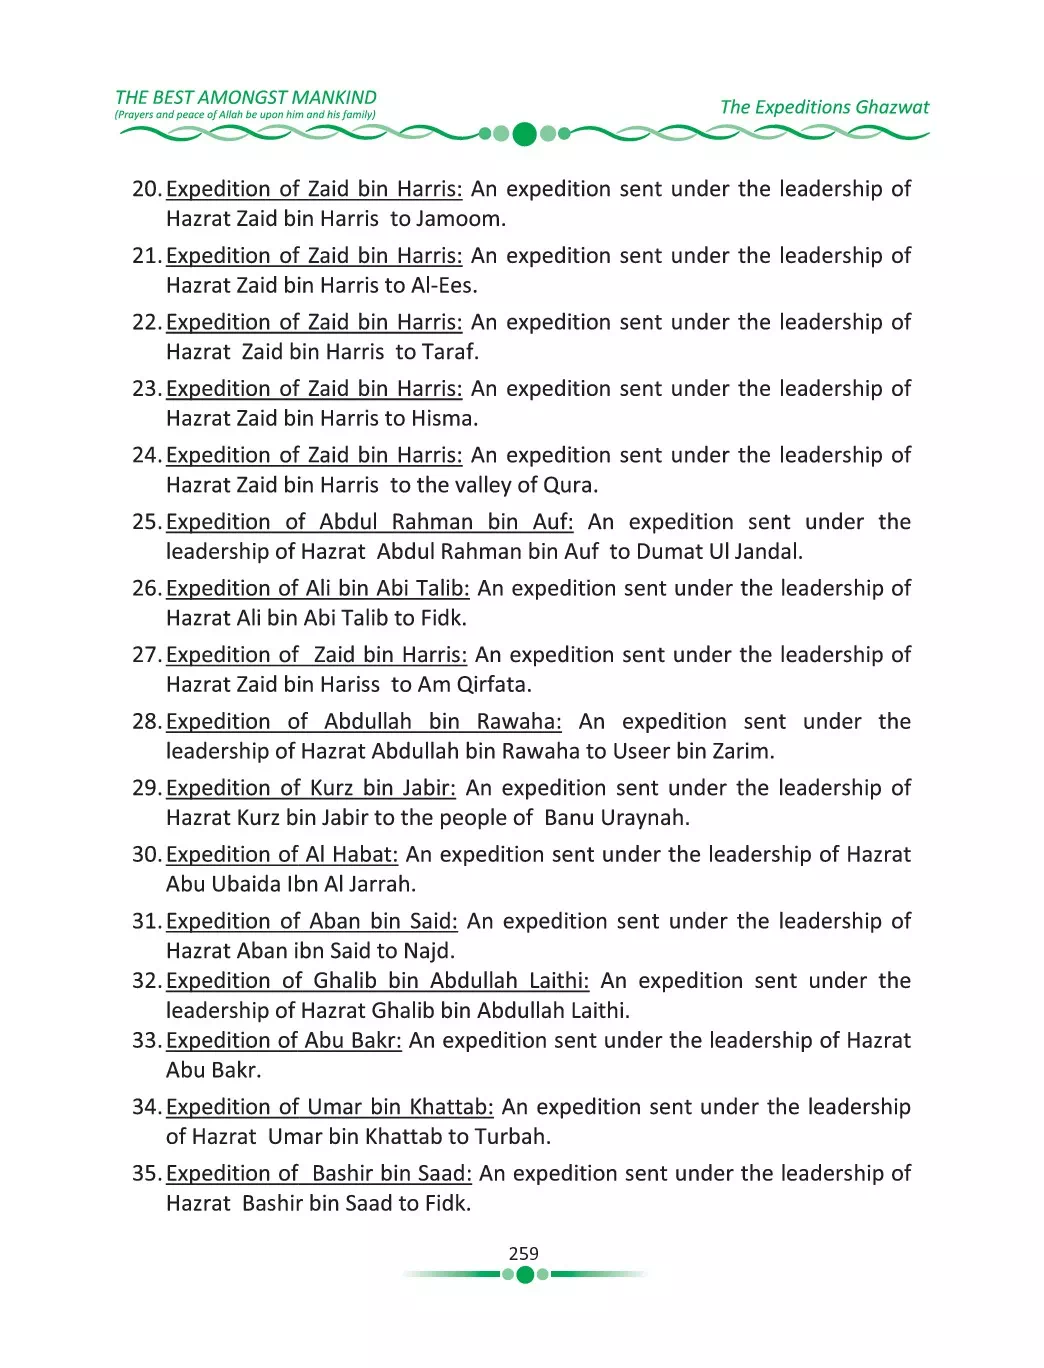 THE BEST AMONGST MANKIND
(Prayers and peace of Allah be upon him and his family)
The Expeditions Ghazwat
20. Expedition of Zaid bin Harris: An expedition sent under the leadership of
Hazrat Zaid bin Harris to Jamoom.
21. Expedition of Zaid bin Harris: An expedition sent under the leadership of
Hazrat Zaid bin Harris to Al-Ees.
22. Expedition of Zaid bin Harris: An expedition sent under the leadership of
Hazrat Zaid bin Harris to Taraf.
23. Expedition of Zaid bin Harris: An expedition sent under the leadership of
Hazrat Zaid bin Harris to Hisma.
24. Expedition of Zaid bin Harris: An expedition sent under the leadership of
Hazrat Zaid bin Harris to the valley of Qura.
25. Expedition of Abdul Rahman bin Auf: An expedition sent under the
leadership of Hazrat Abdul Rahman bin Auf to Dumat Ul Jandal.
26. Expedition of Ali bin Abi Talib: An expedition sent under the leadership of
Hazrat Ali bin Abi Talib to Fidk.
27. Expedition of Zaid bin Harris: An expedition sent under the leadership of
Hazrat Zaid bin Hariss to Am Qirfata.
28. Expedition of Abdullah bin Rawaha: An expedition sent under the
leadership of Hazrat Abdullah bin Rawaha to Useer bin Zarim.
29. Expedition of Kurz bin Jabir: An expedition sent under the leadership of
Hazrat Kurz bin Jabir to the people of Banu Uraynah.
30. Expedition of Al Habat: An expedition sent under the leadership of Hazrat
Abu Ubaida Ibn Al Jarrah.
31. Expedition of Aban bin Said: An expedition sent under the leadership of
Hazrat Aban ibn Said to Najd.
32. Expedition of Ghalib bin Abdullah Laithi: An expedition sent under the
leadership of Hazrat Ghalib bin Abdullah Laithi.
33. Expedition of Abu Bakr: An expedition sent under the leadership of Hazrat
Abu Bakr.
34. Expedition of Umar bin Khattab: An expedition sent under the leadership
of Hazrat Umar bin Khattab to Turbah.
35. Expedition of Bashir bin Saad: An expedition sent under the leadership of
Hazrat Bashir bin Saad to Fidk.
259